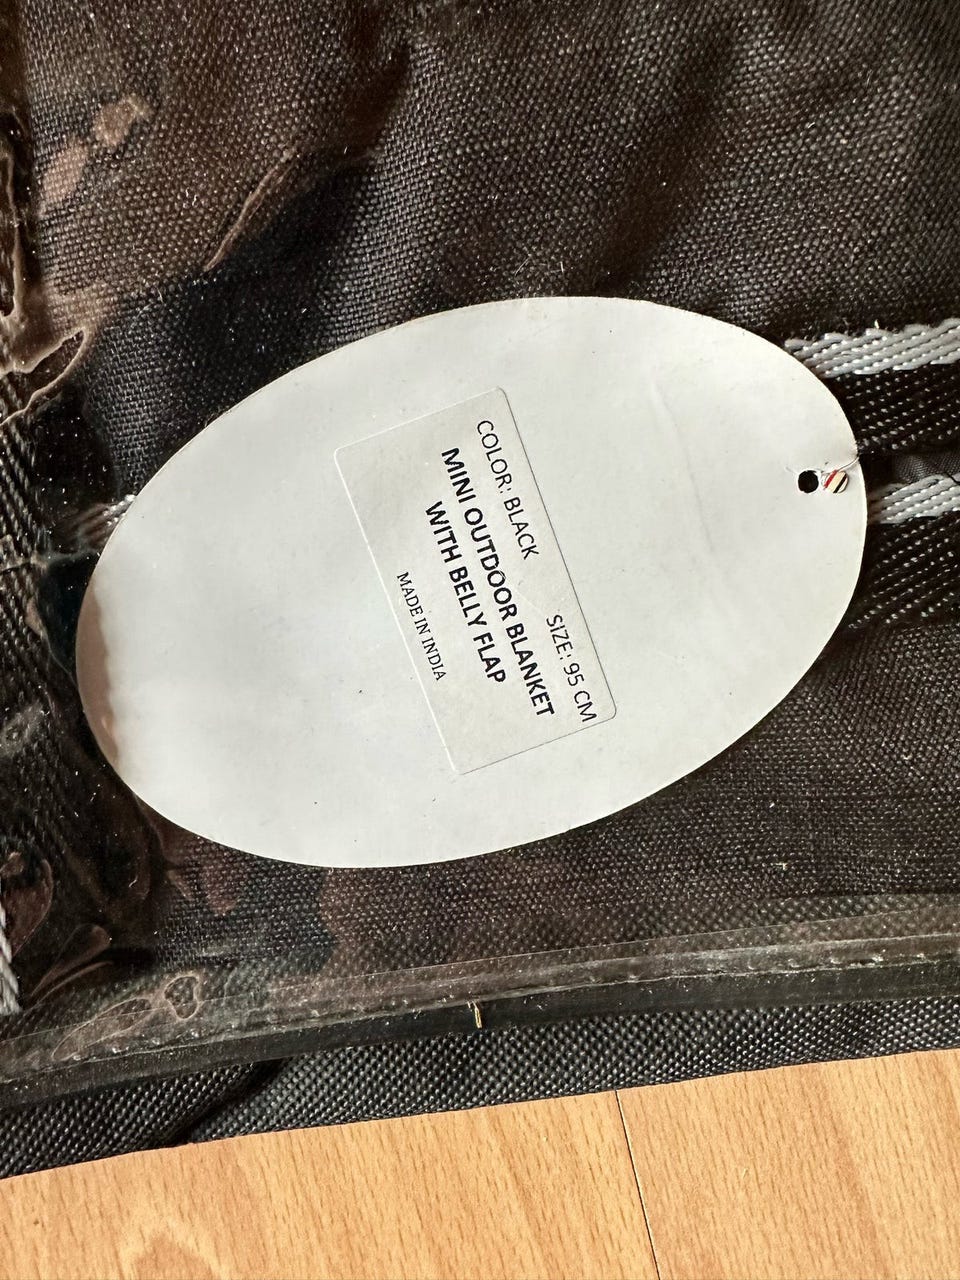 COLOR: BLACK SIZE: 95 CM
MINI OUTDOOR BLANKET
WITH BELLY FLAP
MADE IN INDIA